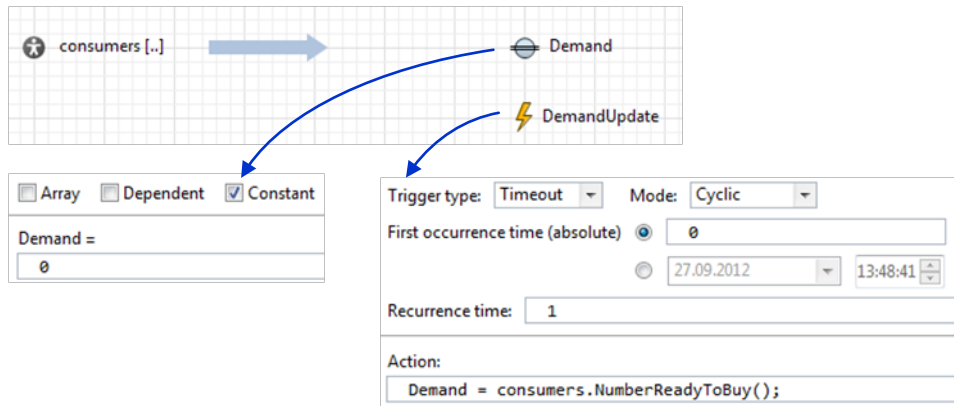 consumers [..]
Demand
DemandUpdate
Array Dependent Constant
Demand =
0
Trigger type: Timeout Mode: Cyclic
First occurrence time (absolute) 0
27.09.2012 13:48:41
Recurrence time: 1
Action:
Demand = consumers.NumberReadyToBuy();